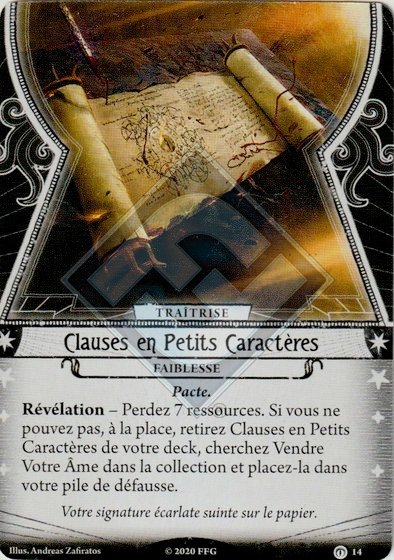 TRAÎTRISE
Clauses en Petits Caractères
FAIBLESSE
Pacte.
Révélation – Perdez 7 ressources. Si vous ne
pouvez pas, à la place, retirez Clauses en Petits
Caractères de votre deck, cherchez Vendre
Votre Âme dans la collection et placez-la dans
votre pile de défausse.
Votre signature écarlate suinte sur le papier.
Illus. Andreas Zafiratos © 2020 FFG 14